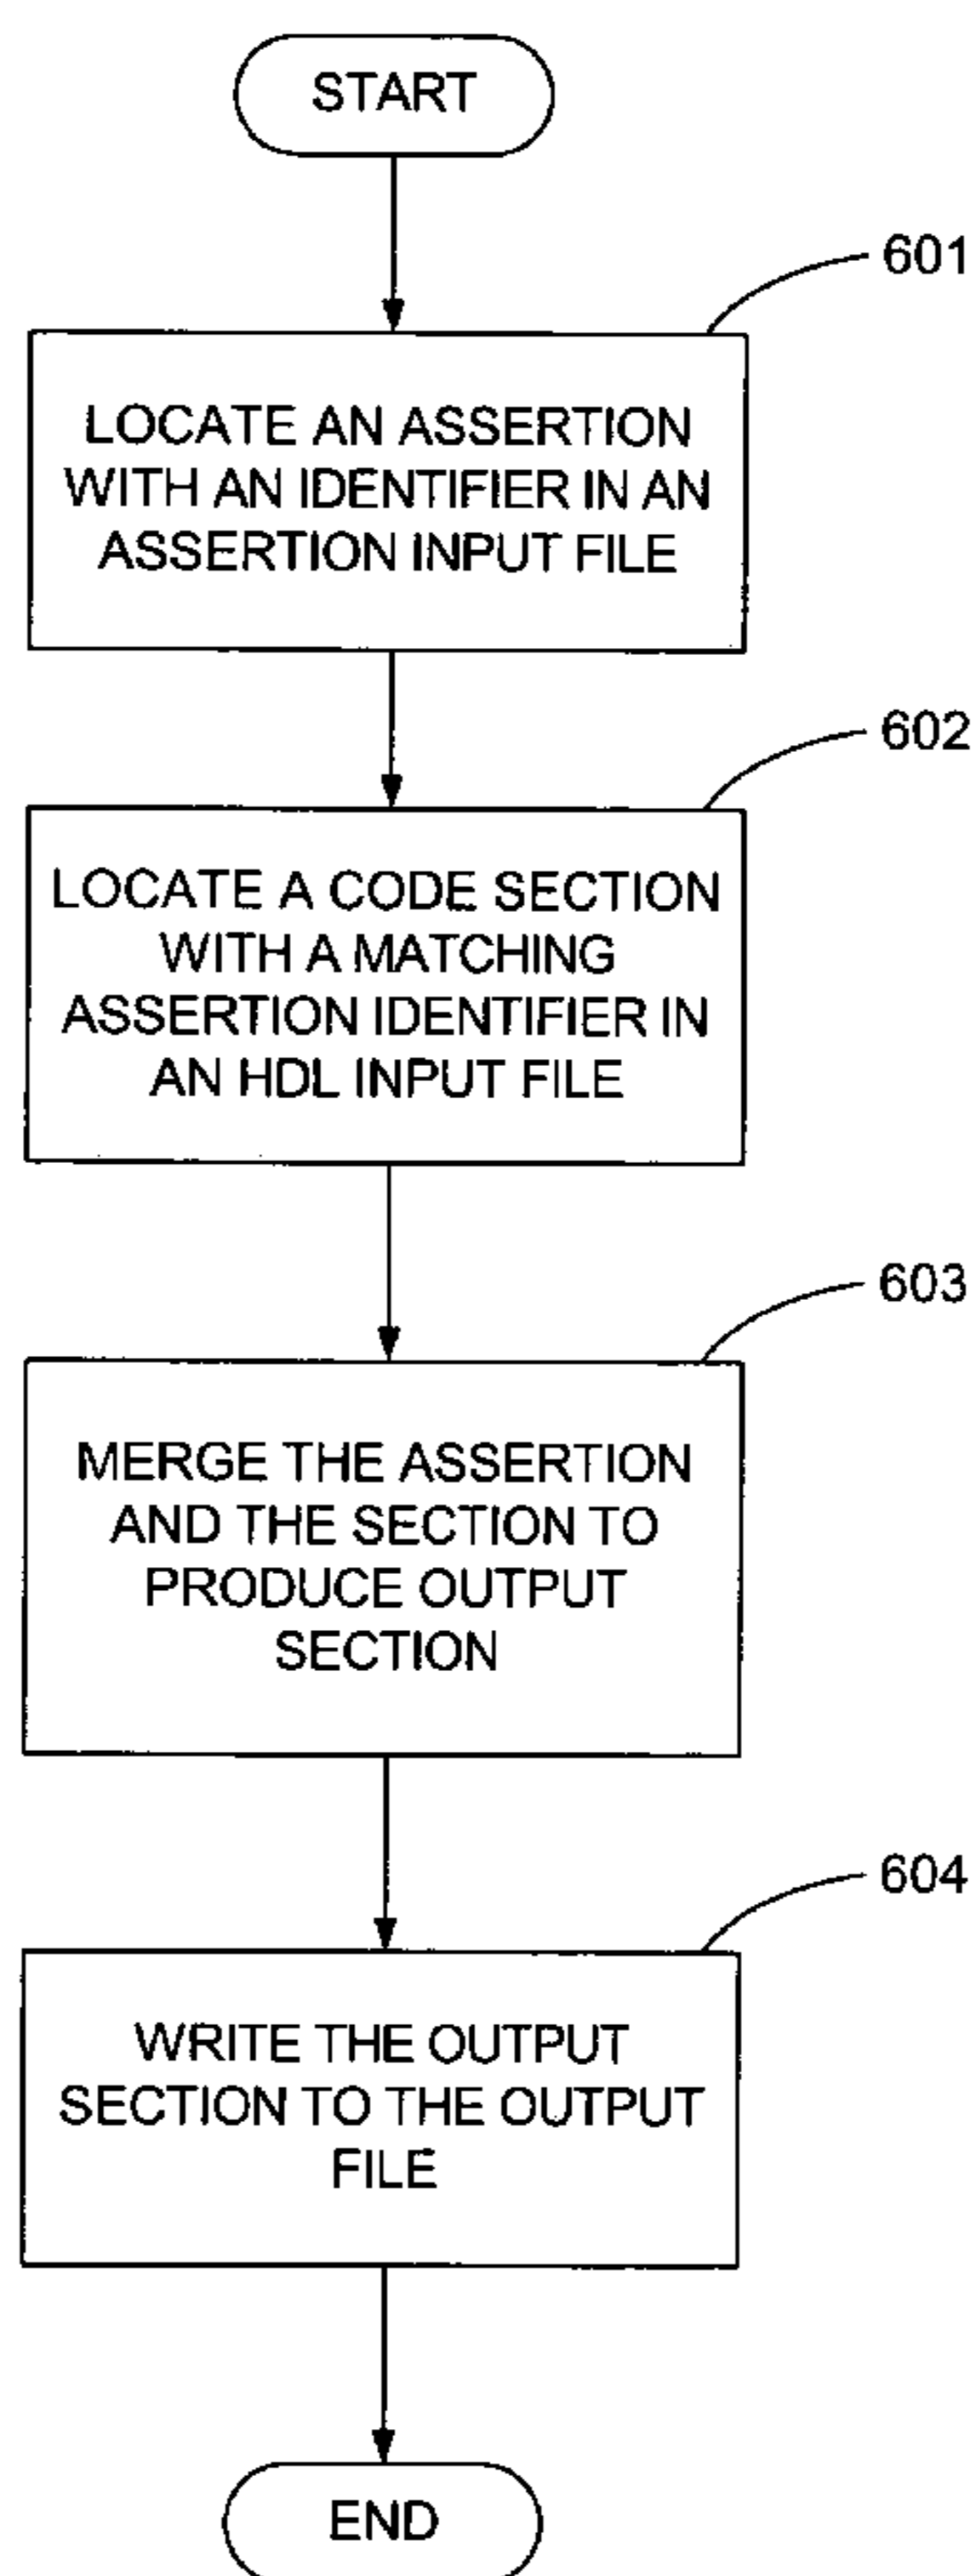 START
601
LOCATE AN ASSERTION
WITH AN IDENTIFIER IN AN
ASSERTION INPUT FILE
602
LOCATE A CODE SECTION
WITH A MATCHING
ASSERTION IDENTIFIER IN
AN HDL INPUT FILE
603
MERGE THE ASSERTION
AND THE SECTION TO
PRODUCE OUTPUT
SECTION
604
WRITE THE OUTPUT
SECTION TO THE OUTPUT
FILE
END